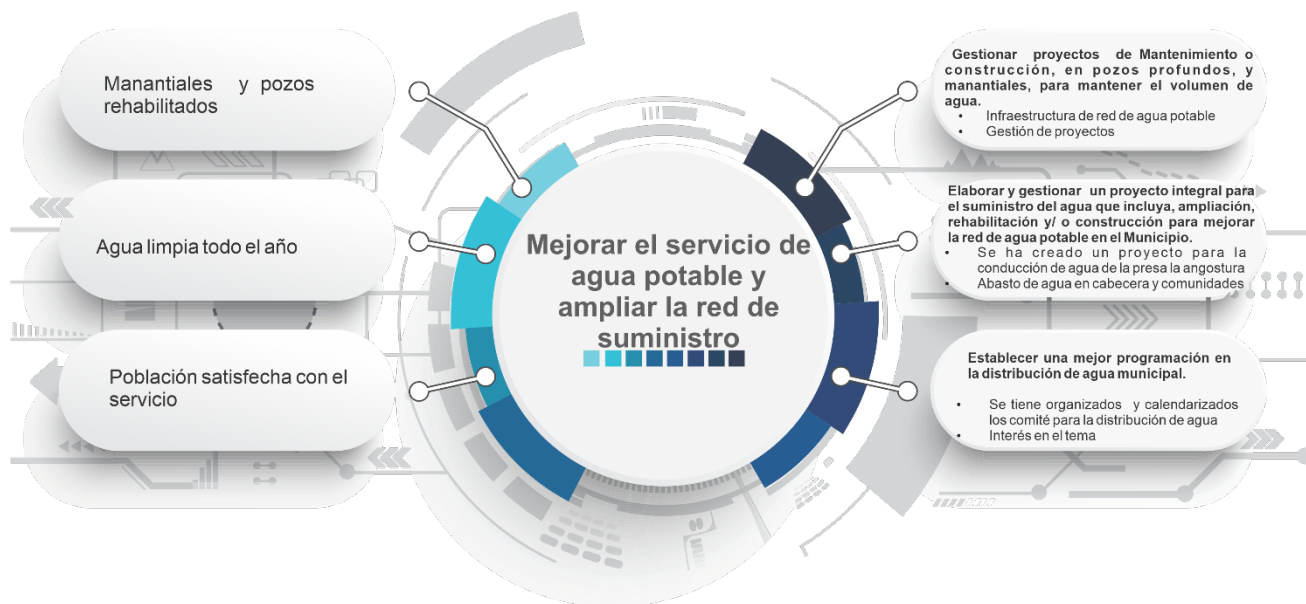 Manantiales y pozos
rehabilitados
Agua limpia todo el año
Población satisfecha con el
servicio
Mejorar el servicio de
agua potable y
ampliar la red de
suministro
Gestionar proyectos de Mantenimiento o
construcción, en pozos profundos, y
manantiales, para mantener el volumen de
agua.
• Infraestructura de red de agua potable
• Gestión de proyectos
Elaborar y gestionar un proyecto integral para
el suministro del agua que incluya, ampliación,
rehabilitación y/ o construcción para mejorar
la red de agua potable en el Municipio.
• Se ha creado un proyecto para la
conducción de agua de la presa la angostura
• Abasto de agua en cabecera y comunidades
Establecer una mejor programación en
la distribución de agua municipal.
• Se tiene organizados y calendarizados
los comité para la distribución de agua
• Interés en el tema